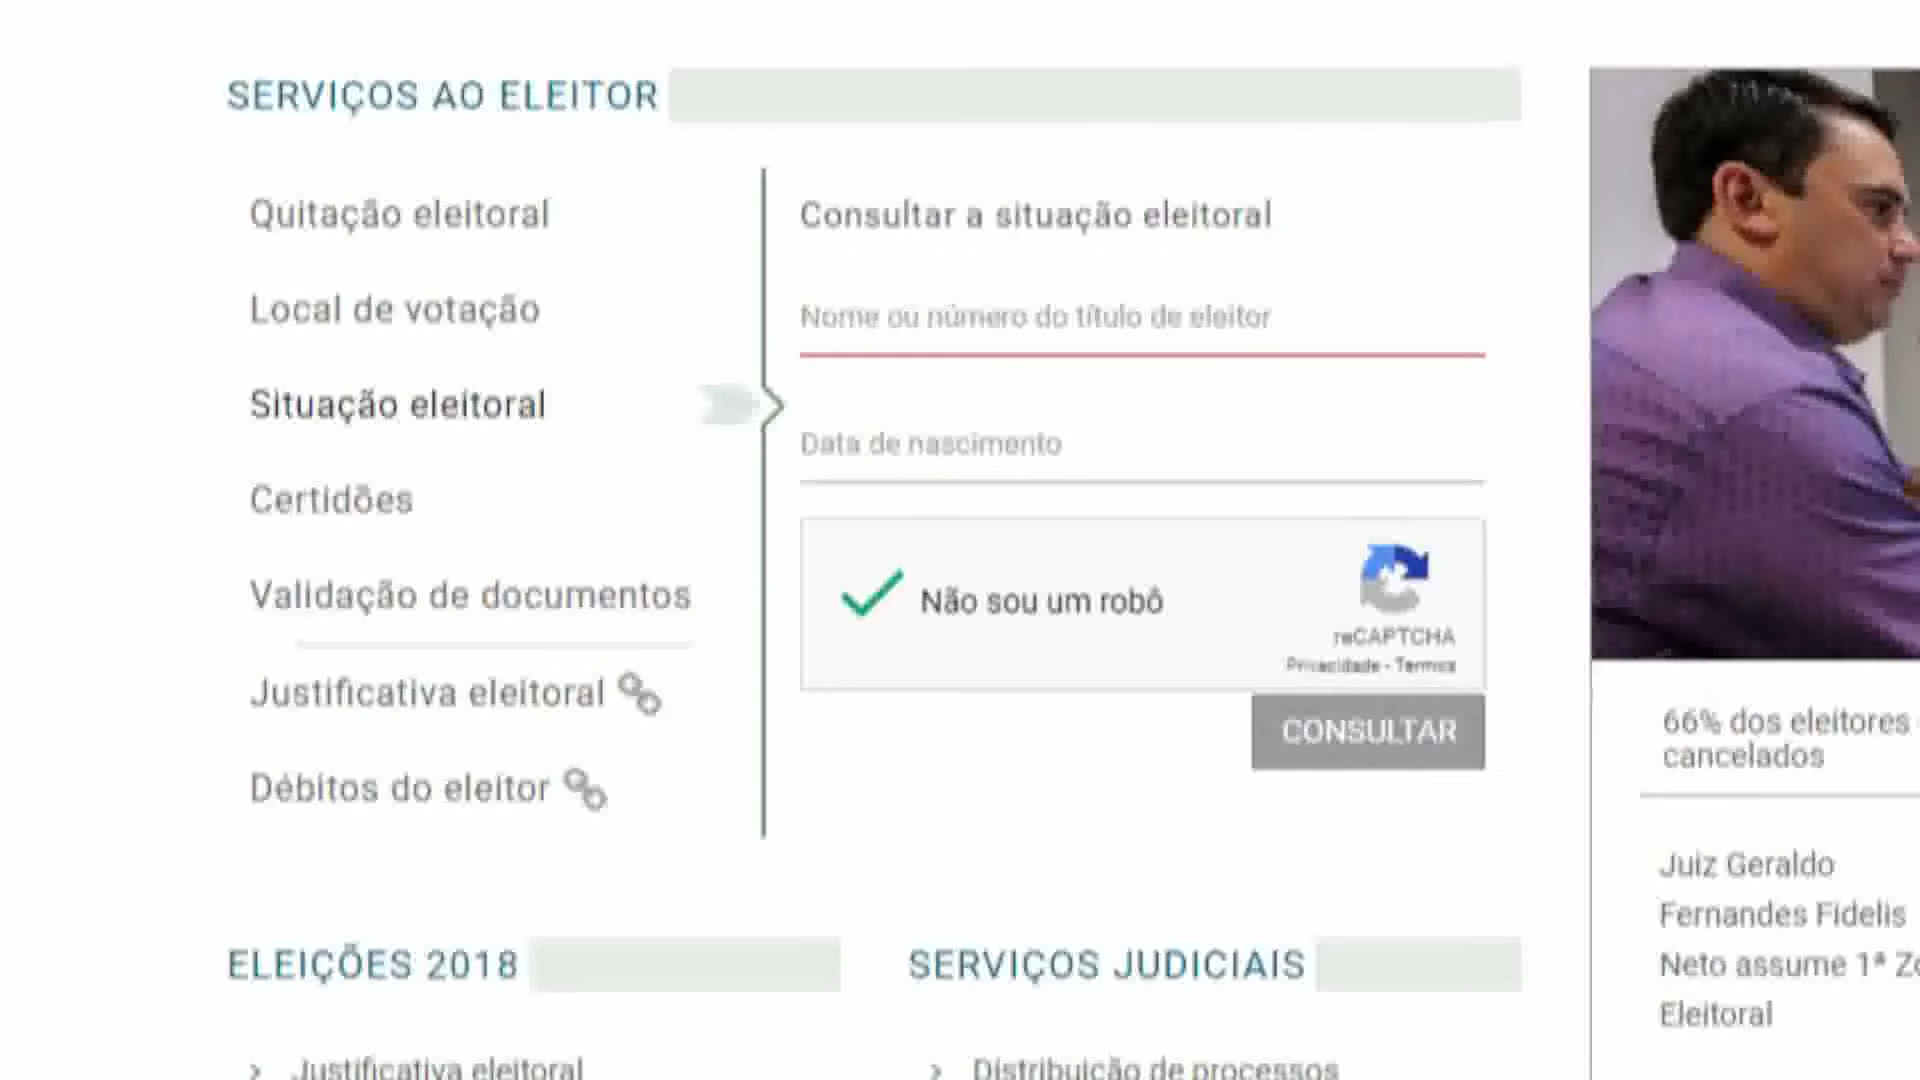 SERVIÇOS AO ELEITOR
Quitação eleitoral
Local de votação
Situação eleitoral
Certidões
Validação de documentos
Justificativa eleitoral
Débitos do eleitor
Consultar a situação eleitoral
Nome ou número do título de eleitor
Data de nascimento
Não sou um robô
reCAPTCHA
Privacidade - Termos
CONSULTAR
66% dos eleitores
cancelados
Juiz Geraldo
Fernandes Fidelis
Neto assume 1ª Zo
Eleitoral
ELEIÇÕES 2018
› Justificativa eleitoral
SERVIÇOS JUDICIAIS
› Distribuição de processos